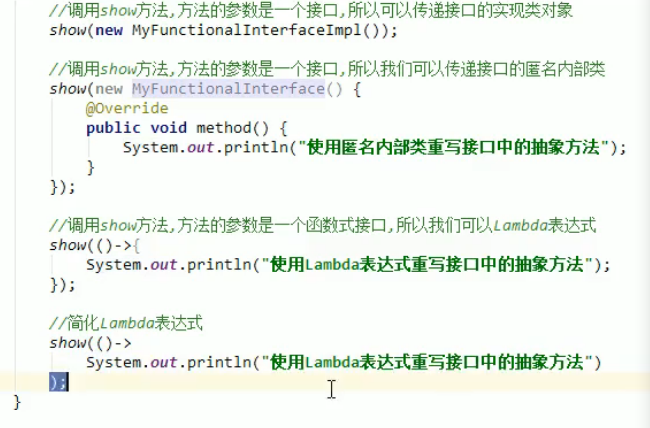 //调用show方法,方法的参数是一个接口,所以可以传递接口的实现类对象
show(new MyFunctionalInterfaceImpl());
//调用show方法,方法的参数是一个接口,所以我们可以传递接口的匿名内部类
show(new MyFunctionalInterface() {
@Override
public void method() {
System.out.println("使用匿名内部类重写接口中的抽象方法");
}
});
//调用show方法,方法的参数是一个函数式接口,所以我们可以Lambda表达式
show(()->{
System.out.println("使用Lambda表达式重写接口中的抽象方法");
});
//简化Lambda表达式
show(()->
System.out.println("使用Lambda表达式重写接口中的抽象方法")
);
}